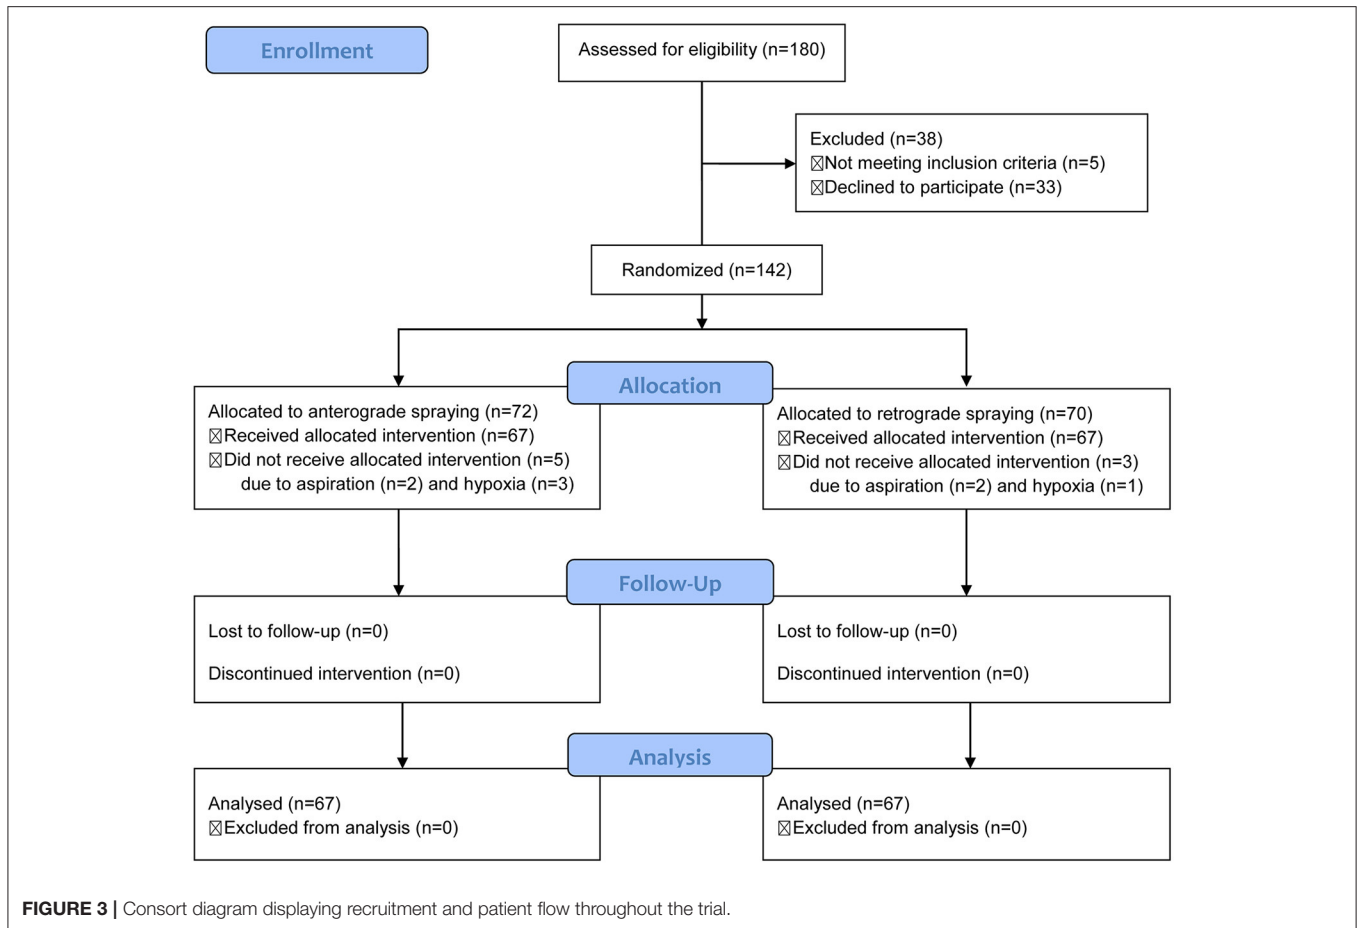 Enrollment
Assessed for eligibility (n=180)
Excluded (n=38)
☒Not meeting inclusion criteria (n=5)
☒Declined to participate (n=33)
Randomized (n=142)
Allocation
Allocated to anterograde spraying (n=72)
☒Received allocated intervention (n=67)
☒Did not receive allocated intervention (n=5)
due to aspiration (n=2) and hypoxia (n=3)
Allocated to retrograde spraying (n=70)
☒Received allocated intervention (n=67)
☒Did not receive allocated intervention (n=3)
due to aspiration (n=2) and hypoxia (n=1)
Follow-Up
Lost to follow-up (n=0)
Discontinued intervention (n=0)
Lost to follow-up (n=0)
Discontinued intervention (n=0)
Analysis
Analysed (n=67)
☒Excluded from analysis (n=0)
Analysed (n=67)
☒Excluded from analysis (n=0)
FIGURE 3 | Consort diagram displaying recruitment and patient flow throughout the trial.